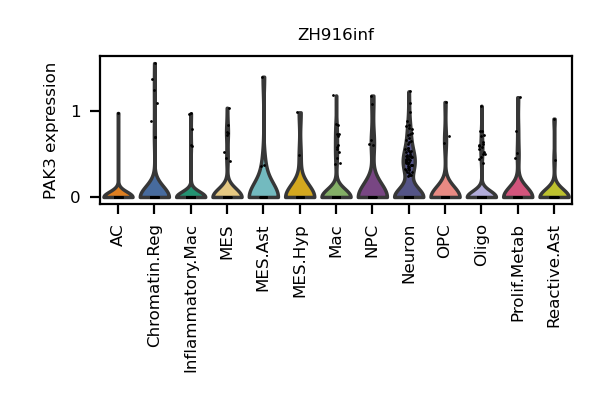 ZH916inf
PAK3 expression
1
0
AC
Chromatin.Reg
Inflammatory.Mac
MES
MES.Ast
MES.Hyp
Mac
NPC
Neuron
OPC
Oligo
Prolif.Metab
Reactive.Ast